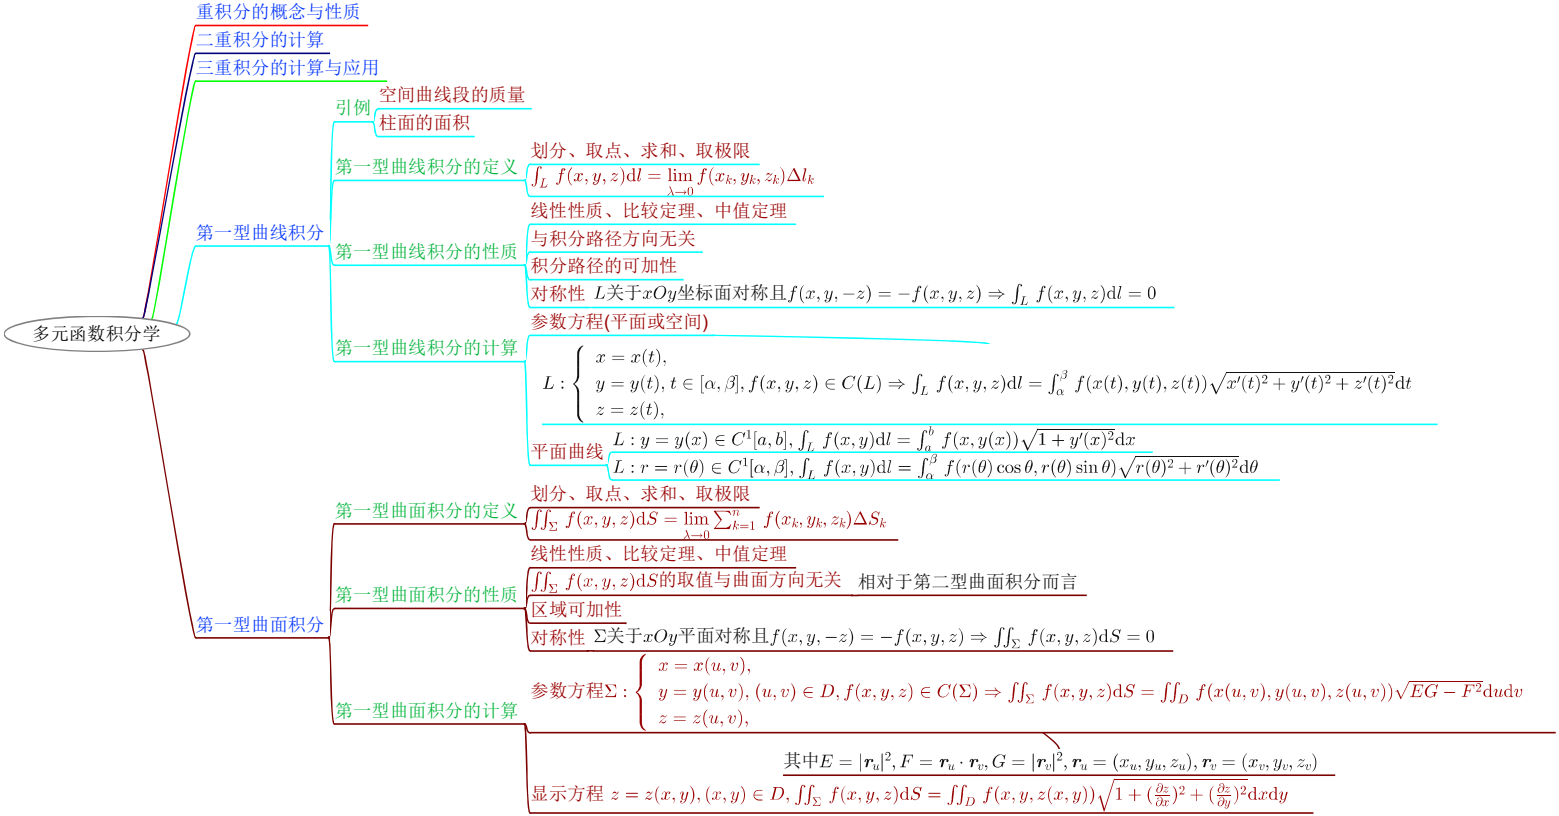 重积分的概念与性质
二重积分的计算
三重积分的计算与应用
多元函数积分学
第一型曲线积分
引例
空间曲线段的质量
柱面的面积
第一型曲线积分的定义
划分、取点、求和、取极限
∫_L f(x, y, z)dl = lim_{λ→0} f(x_k, y_k, z_k)Δl_k
第一型曲线积分的性质
线性性质、比较定理、中值定理
与积分路径方向无关
积分路径的可加性
对称性 L关于xOy坐标面对称且f(x, y, −z) = −f(x, y, z) ⇒ ∫_L f(x, y, z)dl = 0
第一型曲线积分的计算
参数方程(平面或空间)
L : { x = x(t),
y = y(t), t ∈ [α, β], f(x, y, z) ∈ C(L) ⇒ ∫_L f(x, y, z)dl = ∫_α^β f(x(t), y(t), z(t))√(x′(t)² + y′(t)² + z′(t)²)dt
z = z(t),
平面曲线
L : y = y(x) ∈ C¹[a, b], ∫_L f(x, y)dl = ∫_a^b f(x, y(x))√(1 + y′(x)²)dx
L : r = r(θ) ∈ C¹[α, β], ∫_L f(x, y)dl = ∫_α^β f(r(θ) cos θ, r(θ) sin θ)√(r(θ)² + r′(θ)²)dθ
第一型曲面积分
第一型曲面积分的定义
划分、取点、求和、取极限
∬_Σ f(x, y, z)dS = lim_{λ→0} ∑_{k=1}^n f(x_k, y_k, z_k)ΔS_k
第一型曲面积分的性质
线性性质、比较定理、中值定理
∬_Σ f(x, y, z)dS的取值与曲面方向无关 相对于第二型曲面积分而言
区域可加性
对称性 Σ关于xOy平面对称且f(x, y, −z) = −f(x, y, z) ⇒ ∬_Σ f(x, y, z)dS = 0
第一型曲面积分的计算
参数方程Σ : { x = x(u, v),
y = y(u, v), (u, v) ∈ D, f(x, y, z) ∈ C(Σ) ⇒ ∬_Σ f(x, y, z)dS = ∬_D f(x(u, v), y(u, v), z(u, v))√(EG − F²)dudv
z = z(u, v),
其中E = |r_u|², F = r_u · r_v, G = |r_v|², r_u = (x_u, y_u, z_u), r_v = (x_v, y_v, z_v)
显示方程 z = z(x, y), (x, y) ∈ D, ∬_Σ f(x, y, z)dS = ∬_D f(x, y, z(x, y))√(1 + (∂z/∂x)² + (∂z/∂y)²)dxdy